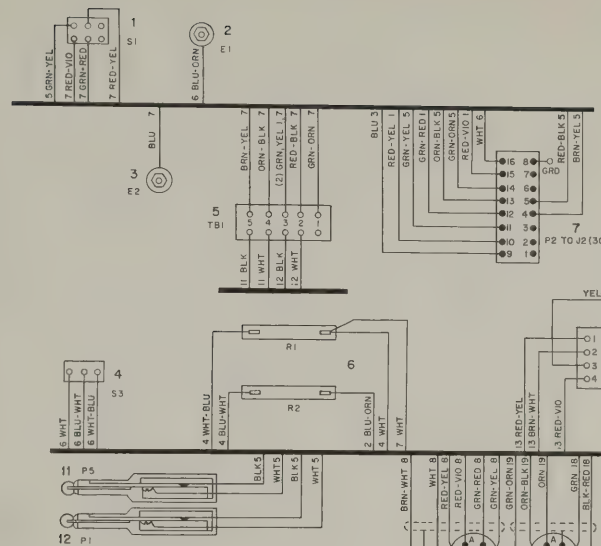 1
S1
2
E1
5 GRN-YEL
7 RED-VIO
7 GRN-RED
7 RED-YEL
6 BLU-ORN
BLU 7
3
E2
BRN-YEL 7
ORN-BLK 7
(2) GRN,YEL 1,7
RED-BLK 7
GRN-ORN 7
BLU 3
RED-YEL 1
GRN-YEL 5
GRN-RED 1
ORN-BLK 5
GRN-ORN 5
RED-VIO 1
WHT 6
RED-BLK 5
BRN-YEL 5
16 8
GRD
15 7
14 6
13 5
12 4
11 3
10 2
9 1
7
P2 TO J2 (30
5
TB1
5 4 3 2 1
11 BLK
11 WHT
12 BLK
12 WHT
YEL
R1
6
R2
4
S3
6 WHT
6 BLU-WHT
6 WHT-BLU
4 WHT-BLU
4 BLU-WHT
2 BLU-ORN
4 WHT
7 WHT
1
2
3
4
13 RED-YEL
13 BRN-WHT
13 RED-VIO
11 P5
BLK 5
WHT 5
BLK 5
WHT 5
12 P1
BRN-WHT 8
WHT 8
RED-YEL 8
RED-VIO 8
GRN-RED 8
GRN-YEL 8
GRN-ORN 19
ORN-BLK 19
ORN 19
GRN 18
BLK-RED 18
A
A